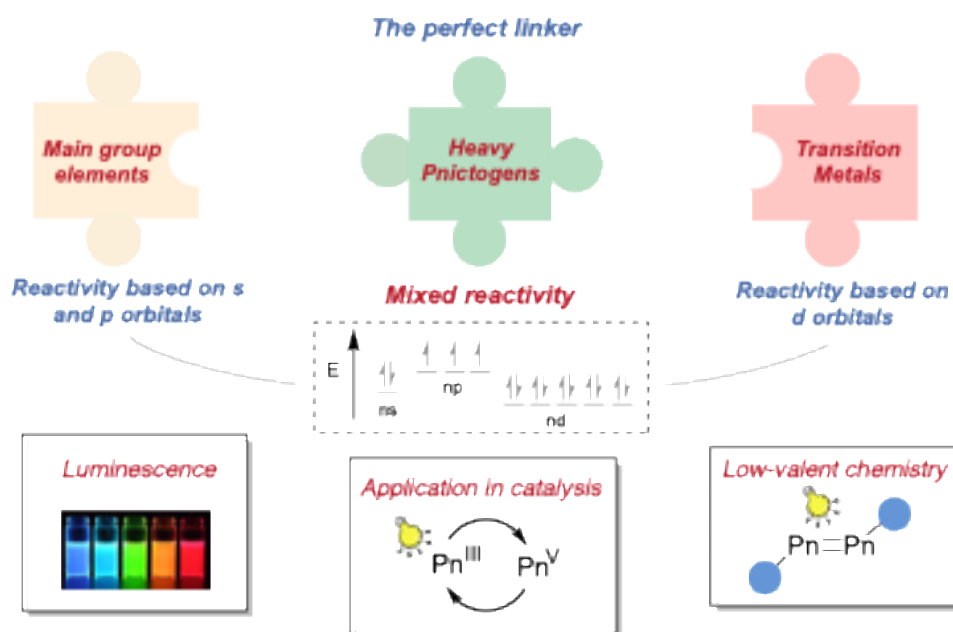 The perfect linker
Main group
elements
Heavy
Pnictogens
Transition
Metals
Reactivity based on s
and p orbitals
Mixed reactivity
Reactivity based on
d orbitals
E
ns
np
nd
Luminescence
Application in catalysis
Pn^III
Pn^V
Low-valent chemistry
Pn=Pn